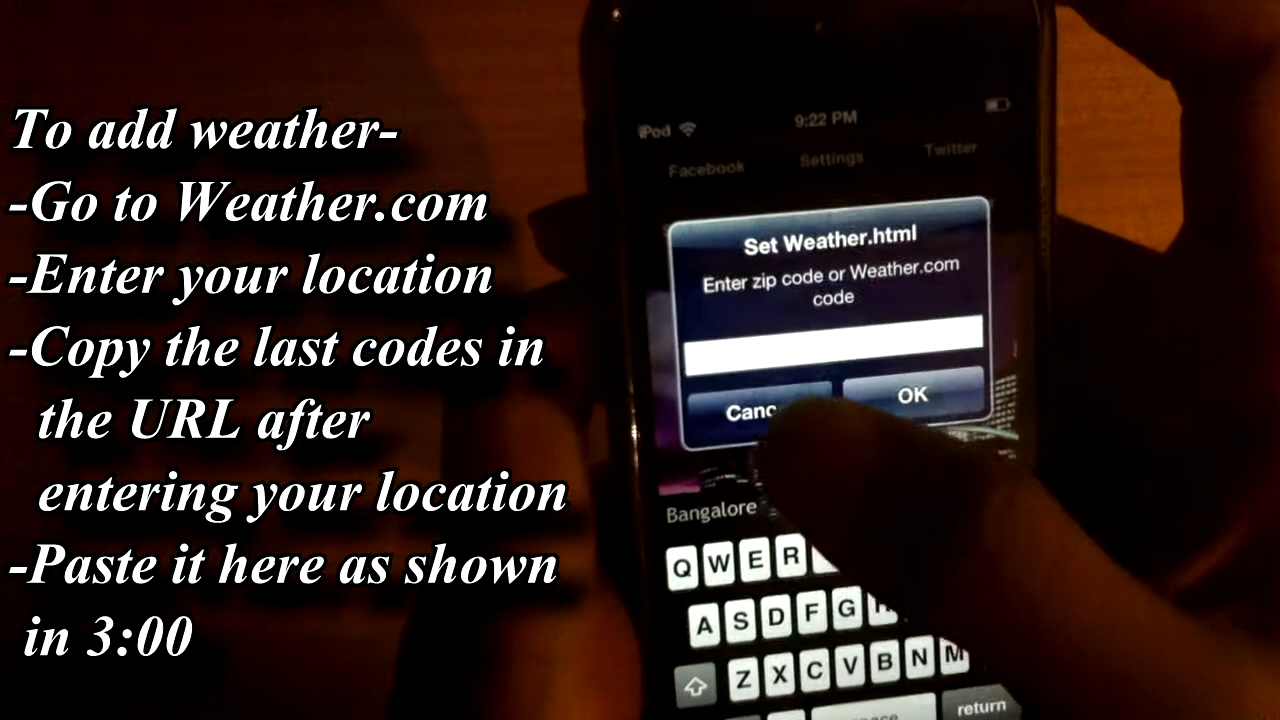 To add weather-
-Go to Weather.com
-Enter your location
-Copy the last codes in
the URL after
entering your location
-Paste it here as shown
in 3:00
iPod 9:22 PM
Facebook Settings Twitter
Set Weather.html
Enter zip code or Weather.com
code
OK
Bangalore
Q W E R
A S D F G
Z X C V B N M
return